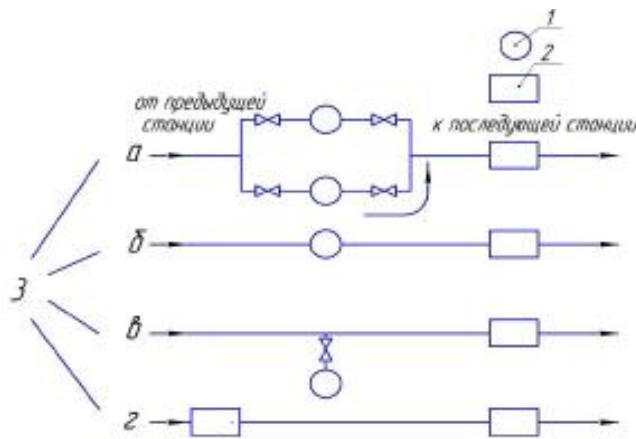 1
2
от предыдущей
станции
к последующей станции
а
б
3
в
г